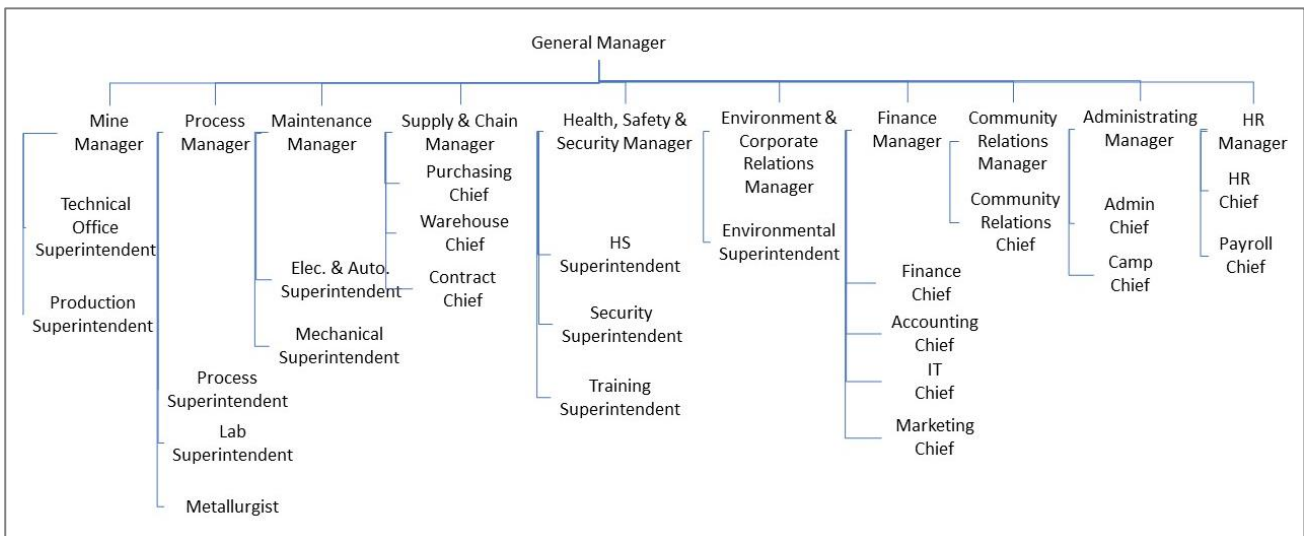 General Manager
Mine
Manager
Technical
Office
Superintendent
Production
Superintendent
Process
Manager
Process
Superintendent
Lab
Superintendent
Metallurgist
Maintenance
Manager
Elec. & Auto.
Superintendent
Mechanical
Superintendent
Supply & Chain
Manager
Purchasing
Chief
Warehouse
Chief
Contract
Chief
Health, Safety &
Security Manager
HS
Superintendent
Security
Superintendent
Training
Superintendent
Environment &
Corporate
Relations
Manager
Environmental
Superintendent
Finance
Manager
Finance
Chief
Accounting
Chief
IT
Chief
Marketing
Chief
Community
Relations
Manager
Community
Relations
Chief
Administrating
Manager
Admin
Chief
Camp
Chief
HR
Manager
HR
Chief
Payroll
Chief